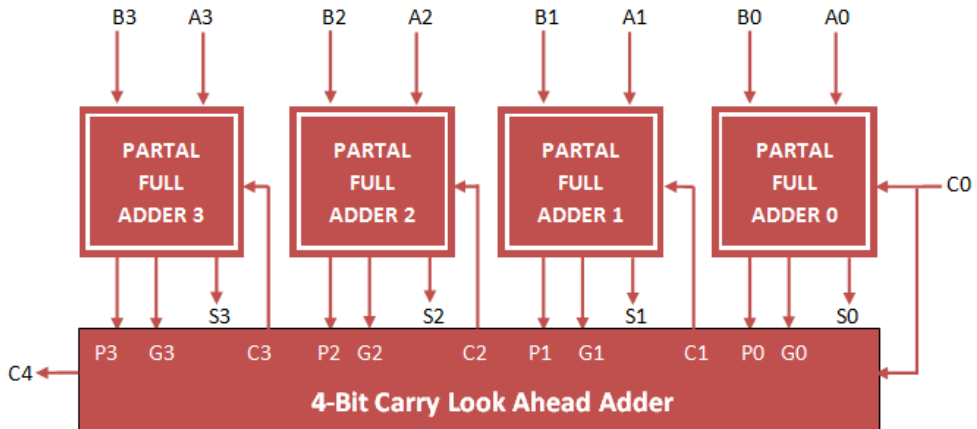 B3 A3 B2 A2 B1 A1 B0 A0
PARTAL
FULL
ADDER 3
PARTAL
FULL
ADDER 2
PARTAL
FULL
ADDER 1
PARTAL
FULL
ADDER 0
C0
S3 S2 S1 S0
P3 G3 C3 P2 G2 C2 P1 G1 C1 P0 G0
C4
4-Bit Carry Look Ahead Adder